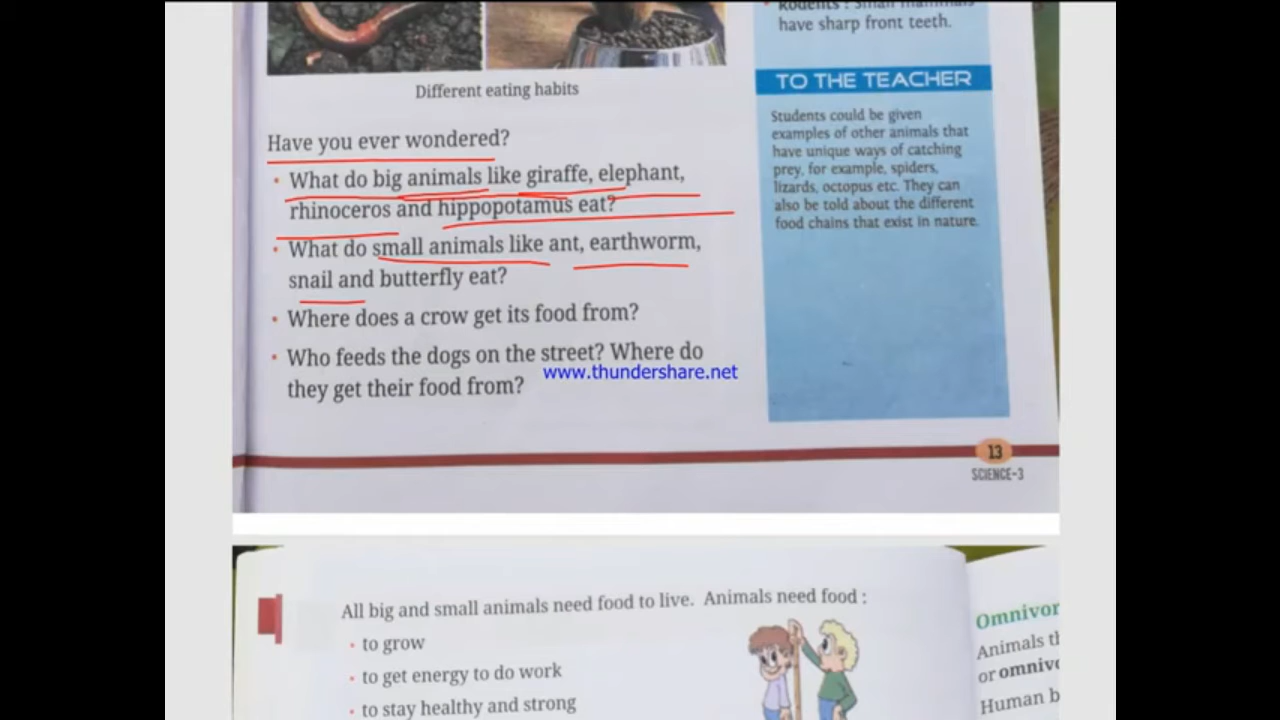 have sharp front teeth.
TO THE TEACHER
Students could be given
examples of other animals that
have unique ways of catching
prey, for example, spiders,
lizards, octopus etc. They can
also be told about the different
food chains that exist in nature.
Different eating habits
Have you ever wondered?
• What do big animals like giraffe, elephant,
rhinoceros and hippopotamus eat?
• What do small animals like ant, earthworm,
snail and butterfly eat?
• Where does a crow get its food from?
• Who feeds the dogs on the street? Where do
they get their food from?
www.thundershare.net
13
SCIENCE-3
All big and small animals need food to live. Animals need food :
• to grow
• to get energy to do work
• to stay healthy and strong
Animals
or
Human